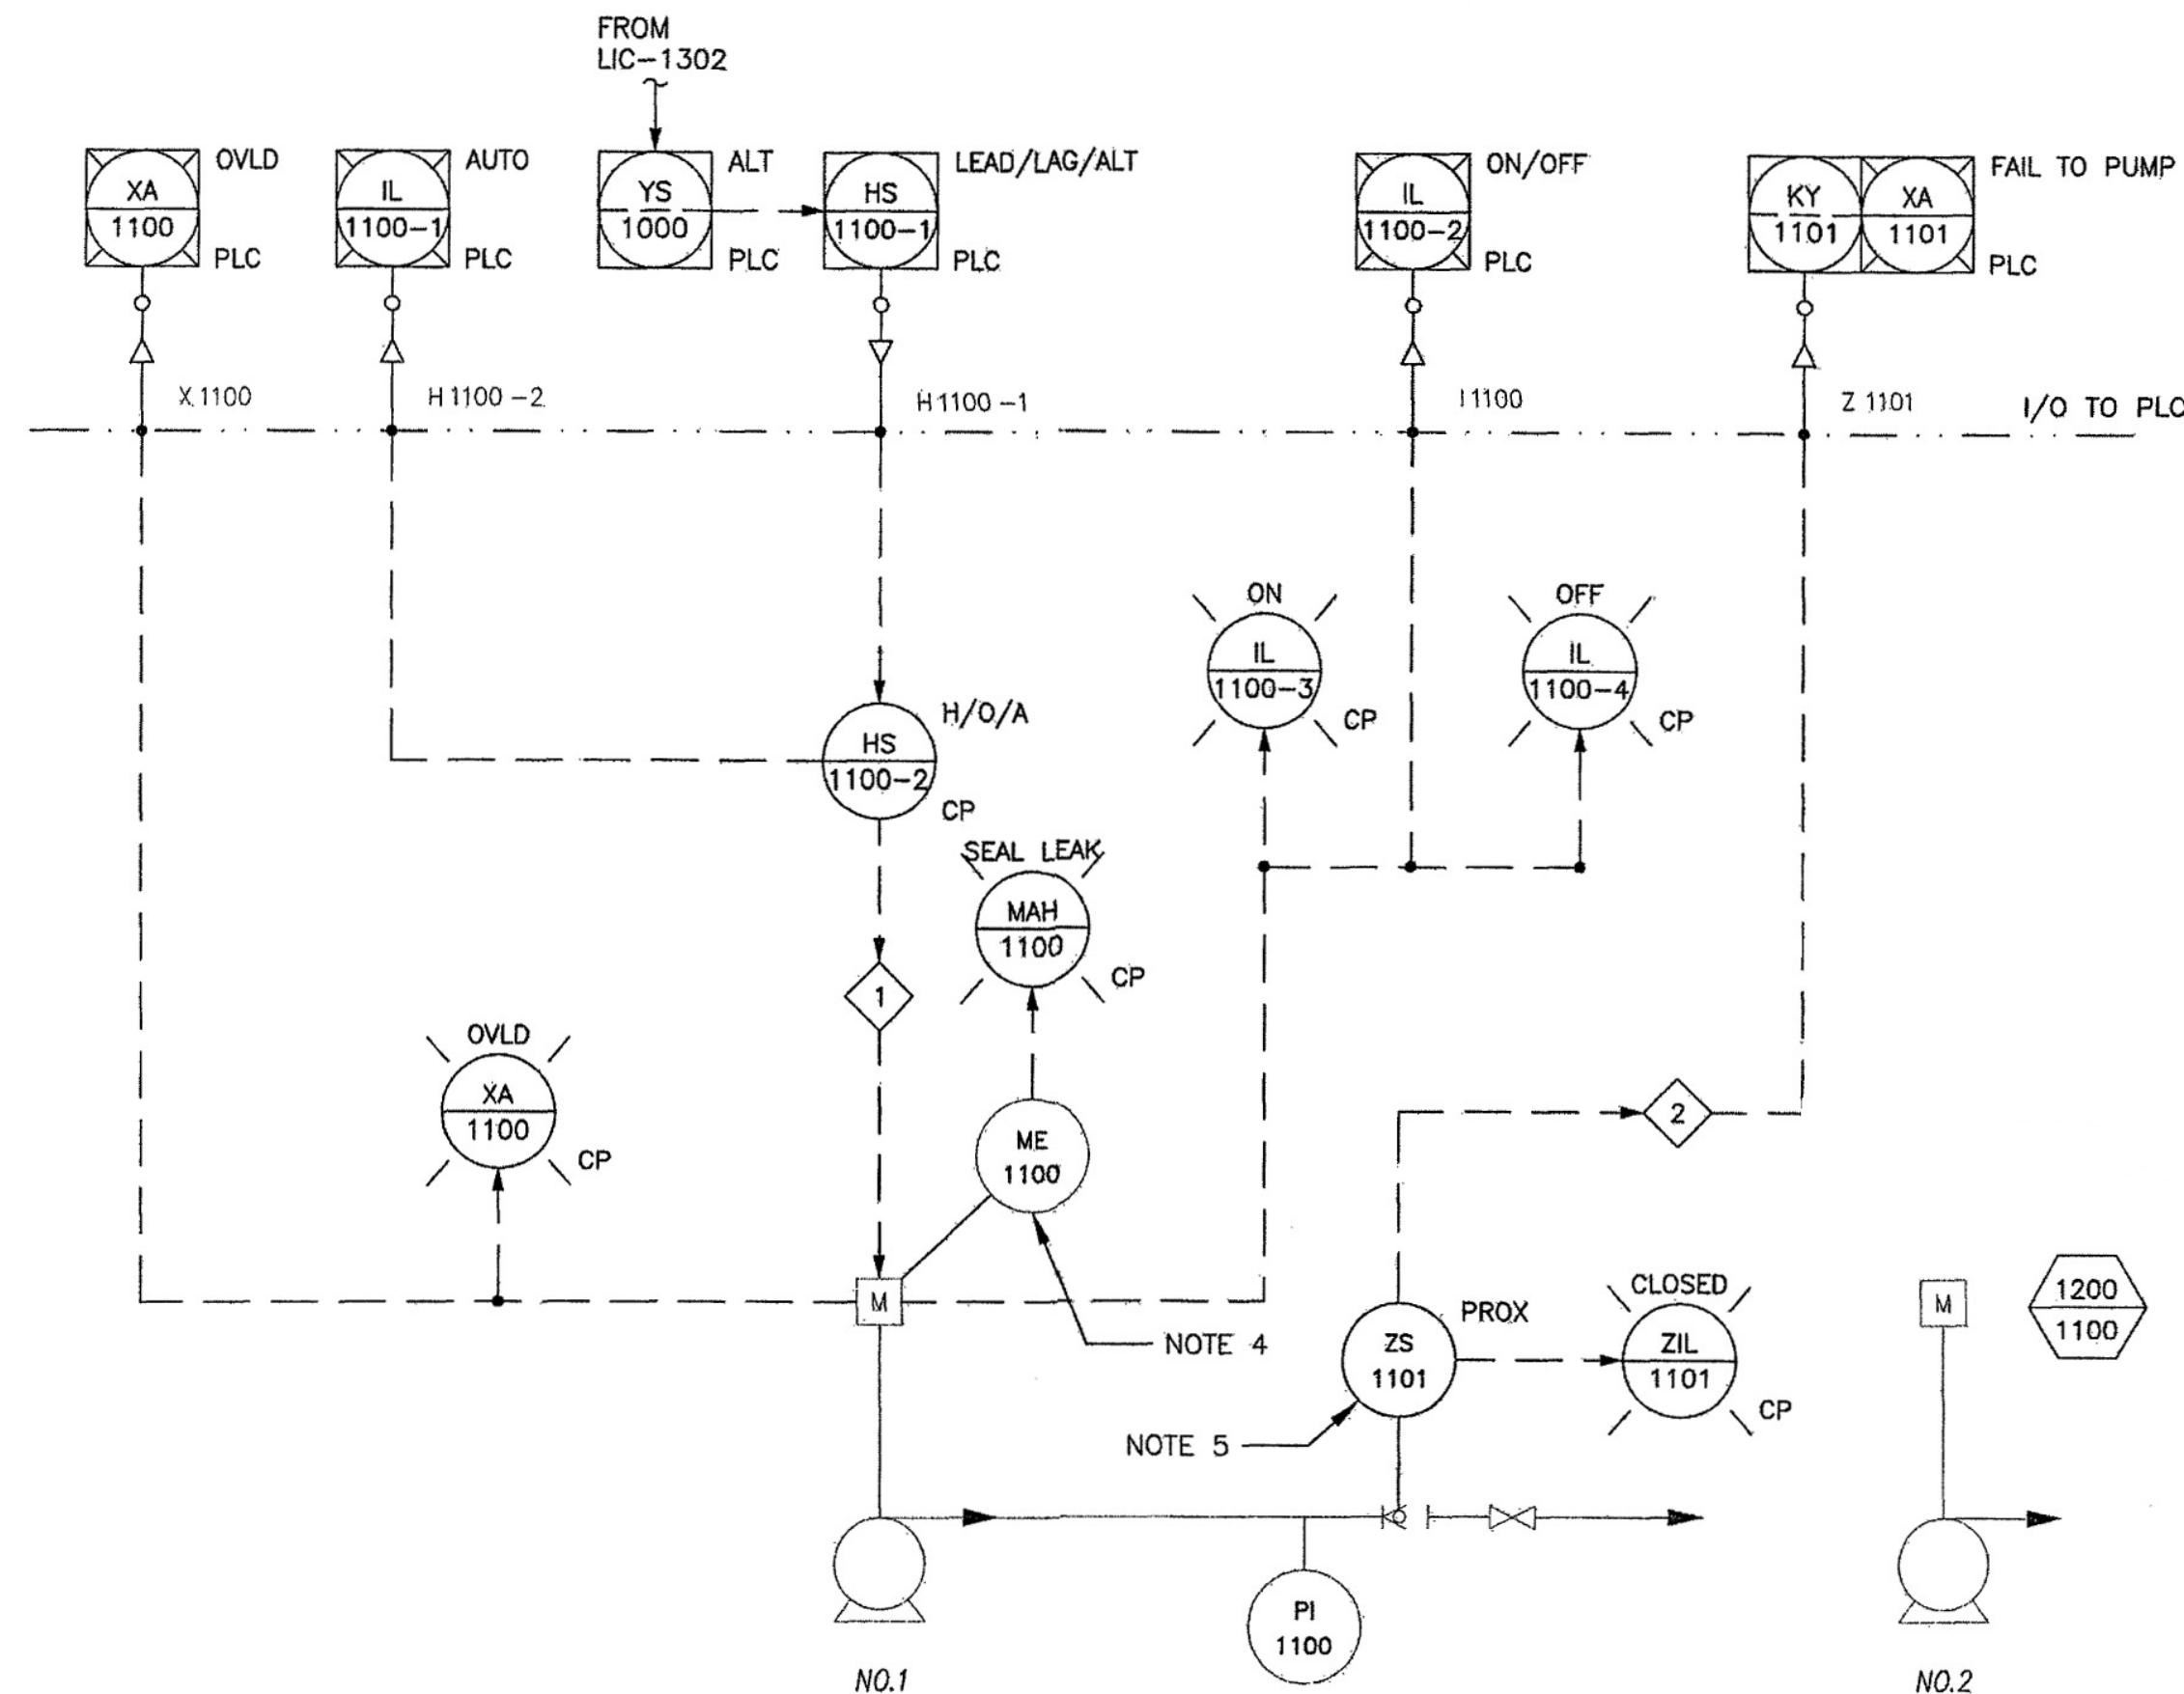 FROM
LIC-1302
OVLD
XA
1100
PLC
AUTO
IL
1100-1
PLC
ALT
YS
1000
PLC
LEAD/LAG/ALT
HS
1100-1
PLC
ON/OFF
IL
1100-2
PLC
FAIL TO PUMP
KY
1101
XA
1101
PLC
X 1100
H 1100-2
H 1100-1
I 1100
Z 1101
I/O TO PLC
ON
IL
1100-3
CP
OFF
IL
1100-4
CP
H/O/A
HS
1100-2
CP
SEAL LEAK
MAH
1100
CP
1
OVLD
XA
1100
CP
ME
1100
2
M
NOTE 4
PROX
ZS
1101
CLOSED
ZIL
1101
CP
NOTE 5
M
1200
1100
PI
1100
NO.1
NO.2